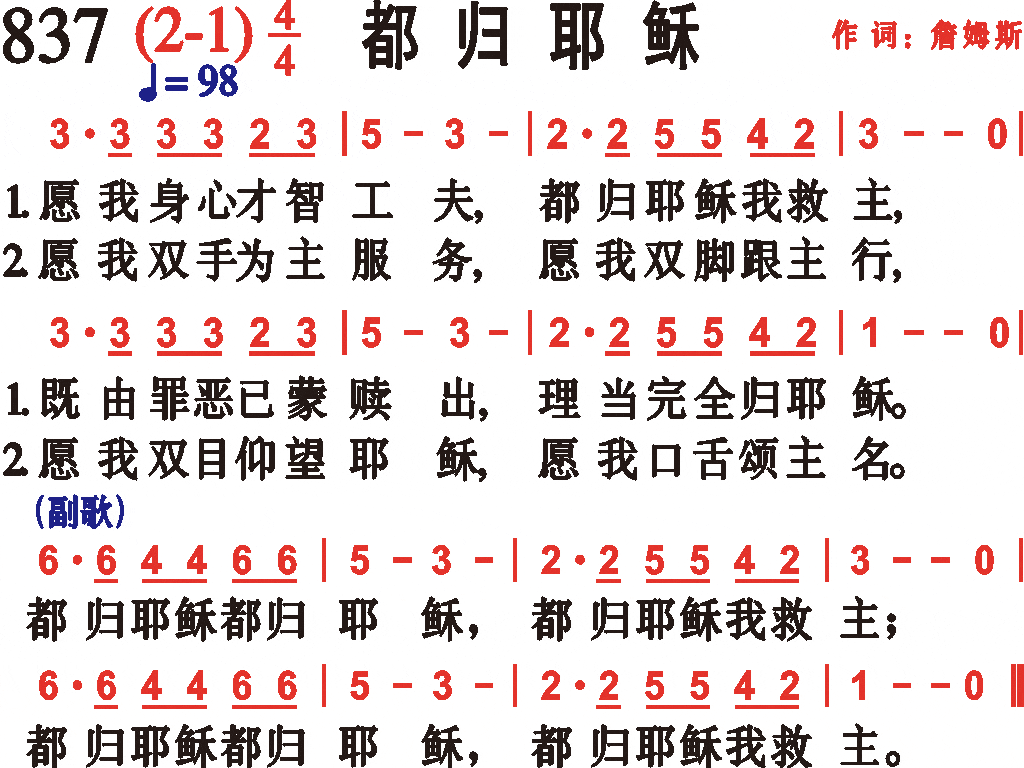 837 (2-1) 4/4 都归耶稣 作词：詹姆斯
♩=98
3·3 3 3 2 3 | 5 - 3 - | 2·2 5 5 4 2 | 3 - - 0 |
1.愿我身心才智工夫, 都归耶稣我救主,
2.愿我双手为主服务, 愿我双脚跟主行,
3·3 3 3 2 3 | 5 - 3 - | 2·2 5 5 4 2 | 1 - - 0 |
1.既由罪恶已蒙赎出, 理当完全归耶稣。
2.愿我双目仰望耶稣, 愿我口舌颂主名。
（副歌）
6·6 4 4 6 6 | 5 - 3 - | 2·2 5 5 4 2 | 3 - - 0 |
都归耶稣都归耶稣， 都归耶稣我救主；
6·6 4 4 6 6 | 5 - 3 - | 2·2 5 5 4 2 | 1 - - 0 ‖
都归耶稣都归耶稣， 都归耶稣我救主。